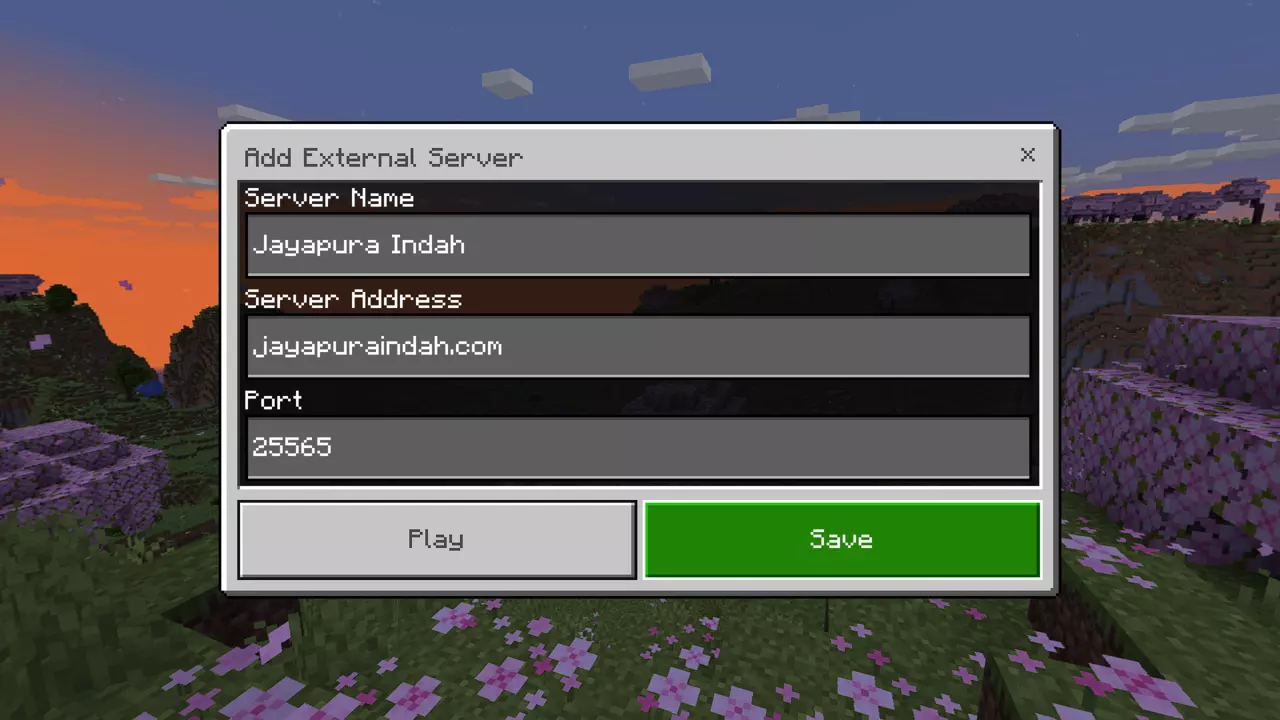 Add External Server
Server Name
Jayapura Indah
Server Address
jayapuraindah.com
Port
25565
Play
Save